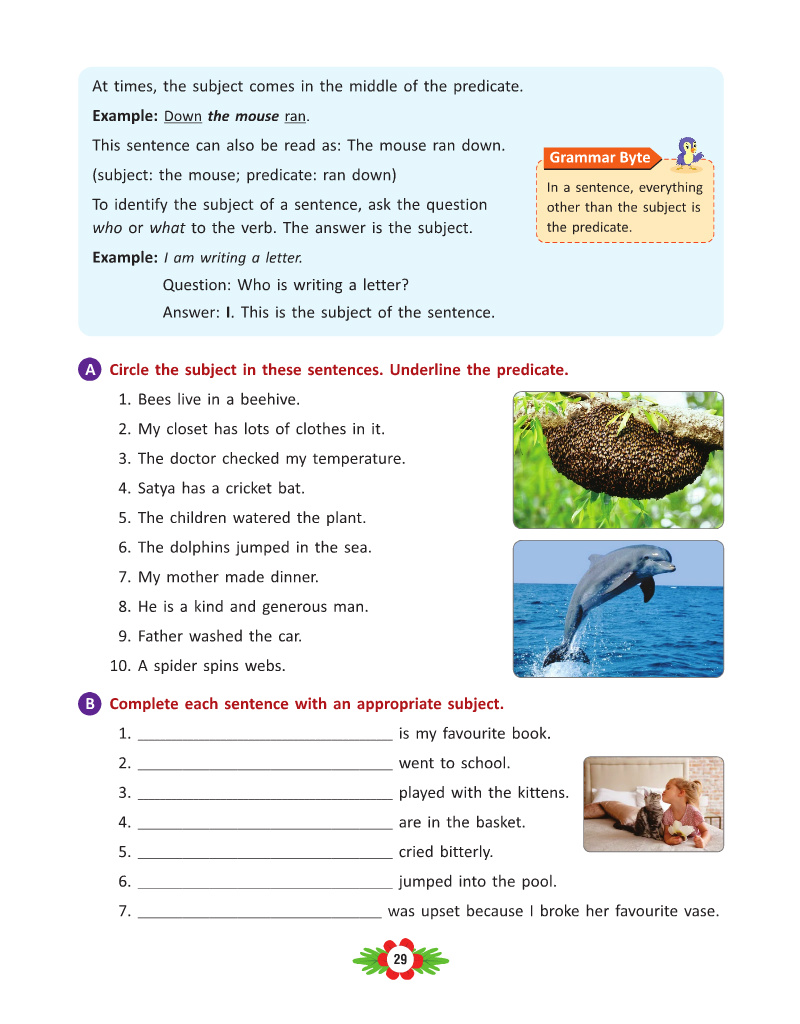 At times, the subject comes in the middle of the predicate.
Example: Down the mouse ran.
This sentence can also be read as: The mouse ran down.
(subject: the mouse; predicate: ran down)
To identify the subject of a sentence, ask the question
who or what to the verb. The answer is the subject.
Example: I am writing a letter.
Question: Who is writing a letter?
Answer: I. This is the subject of the sentence.
Grammar Byte
In a sentence, everything
other than the subject is
the predicate.
A Circle the subject in these sentences. Underline the predicate.
1. Bees live in a beehive.
2. My closet has lots of clothes in it.
3. The doctor checked my temperature.
4. Satya has a cricket bat.
5. The children watered the plant.
6. The dolphins jumped in the sea.
7. My mother made dinner.
8. He is a kind and generous man.
9. Father washed the car.
10. A spider spins webs.
B Complete each sentence with an appropriate subject.
1. ______________________________ is my favourite book.
2. ______________________________ went to school.
3. ______________________________ played with the kittens.
4. ______________________________ are in the basket.
5. ______________________________ cried bitterly.
6. ______________________________ jumped into the pool.
7. _____________________________ was upset because I broke her favourite vase.
29